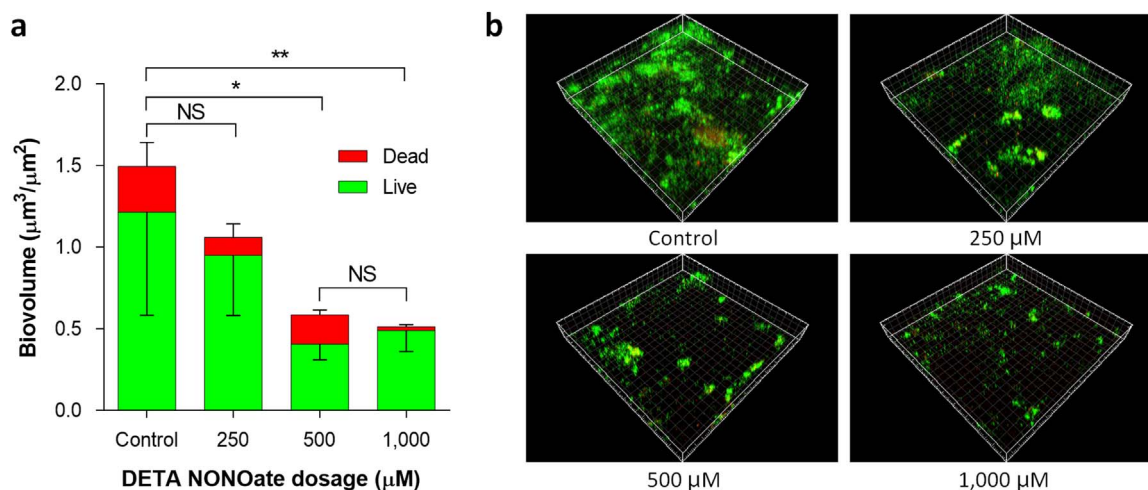 a
**
*
NS
NS
2.0
1.5
1.0
0.5
0.0
Biovolume (μm³/μm²)
Dead
Live
Control 250 500 1,000
DETA NONOate dosage (μM)
b
Control 250 μM
500 μM 1,000 μM